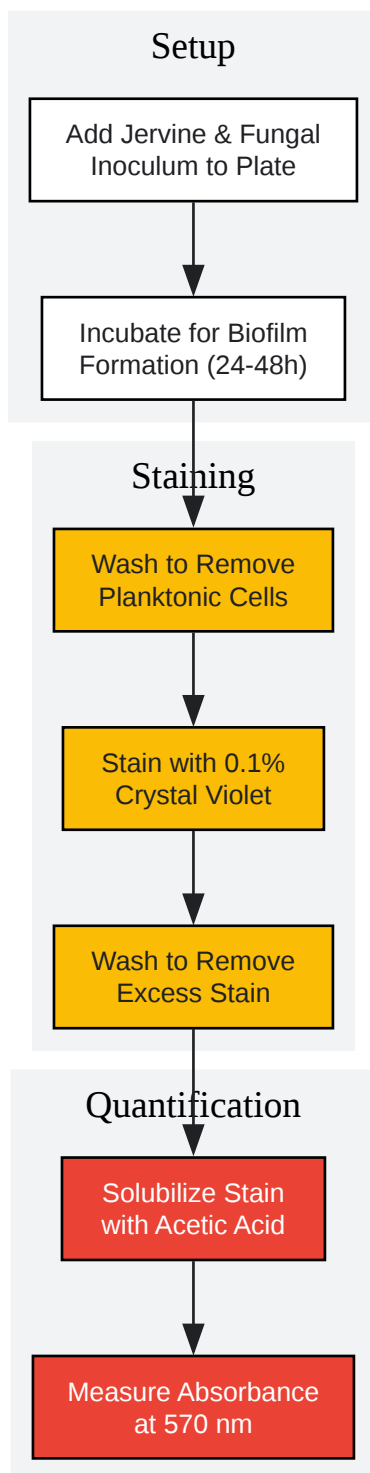 Setup
Add Jervine & Fungal
Inoculum to Plate
Incubate for Biofilm
Formation (24-48h)
Staining
Wash to Remove
Planktonic Cells
Stain with 0.1%
Crystal Violet
Wash to Remove
Excess Stain
Quantification
Solubilize Stain
with Acetic Acid
Measure Absorbance
at 570 nm